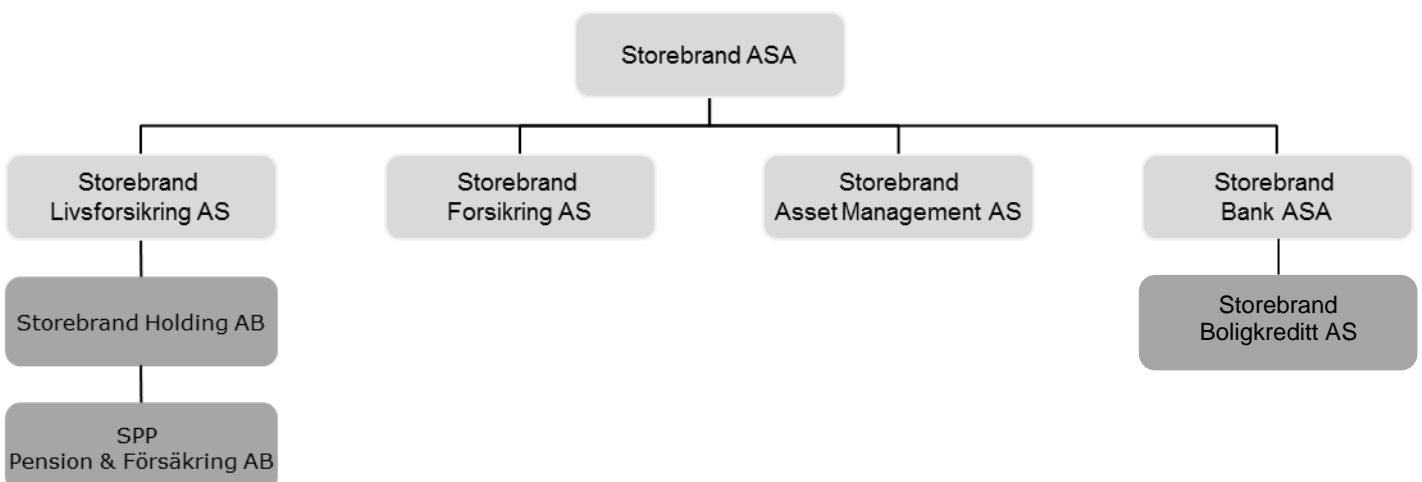 Storebrand ASA
Storebrand
Livsforsikring AS
Storebrand
Forsikring AS
Storebrand
Asset Management AS
Storebrand
Bank ASA
Storebrand Holding AB
Storebrand
Boligkreditt AS
SPP
Pension & Försäkring AB